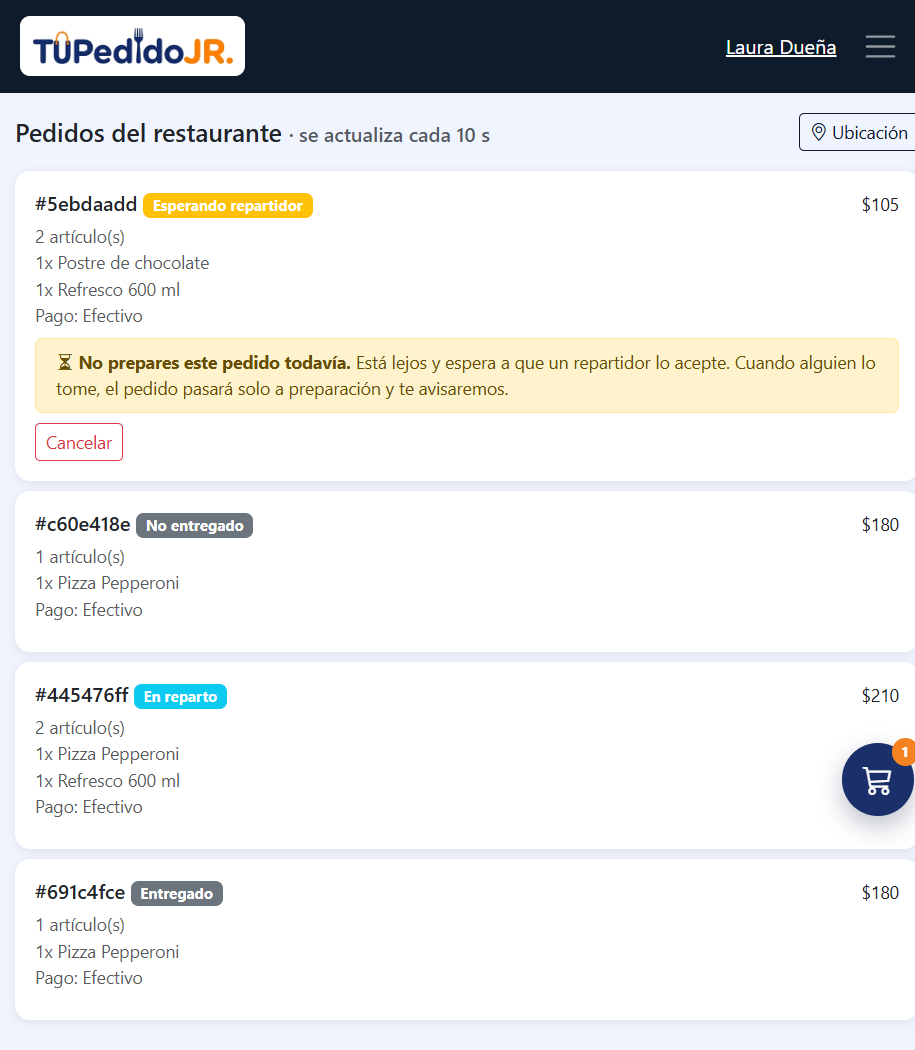 TUPedidoJR.
Laura Dueña
Pedidos del restaurante · se actualiza cada 10 s
Ubicación
#5ebdaadd Esperando repartidor $105
2 artículo(s)
1x Postre de chocolate
1x Refresco 600 ml
Pago: Efectivo
No prepares este pedido todavía. Está lejos y espera a que un repartidor lo acepte. Cuando alguien lo
tome, el pedido pasará solo a preparación y te avisaremos.
Cancelar
#c60e418e No entregado $180
1 artículo(s)
1x Pizza Pepperoni
Pago: Efectivo
#445476ff En reparto $210
2 artículo(s)
1x Pizza Pepperoni
1x Refresco 600 ml
Pago: Efectivo
1
#691c4fce Entregado $180
1 artículo(s)
1x Pizza Pepperoni
Pago: Efectivo